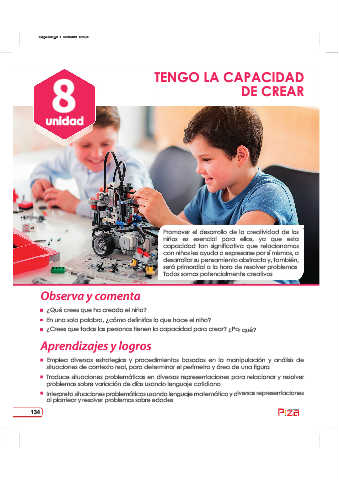 TENGO LA CAPACIDAD
DE CREAR
8
unidad
Promover el desarrollo de la creatividad de los
niños es esencial para ellos, ya que esta
capacidad tan significativa que relacionamos
con niños les ayuda a expresarse por sí mismos, a
desarrollar su pensamiento abstracto y, también,
será primordial a la hora de resolver problemas.
Todos somos potencialmente creativos.
Observa y comenta
¿Qué crees que ha creado el niño?
En una sola palabra, ¿cómo definirías lo que hace el niño?
¿Crees que todas las personas tienen la capacidad para crear? ¿Por qué?
Aprendizajes y logros
Emplea diversas estrategias y procedimientos basados en la manipulación y análisis de
situaciones de contexto real, para determinar el perímetro y área de una figura
Traduce situaciones problemáticas en diversas representaciones para relacionar y resolver
problemas sobre variación de días usando lenguaje cotidiano
Interpreta situaciones problemáticas usando lenguaje matemático y diversas representaciones
al plantear y resolver problemas sobre edades
134